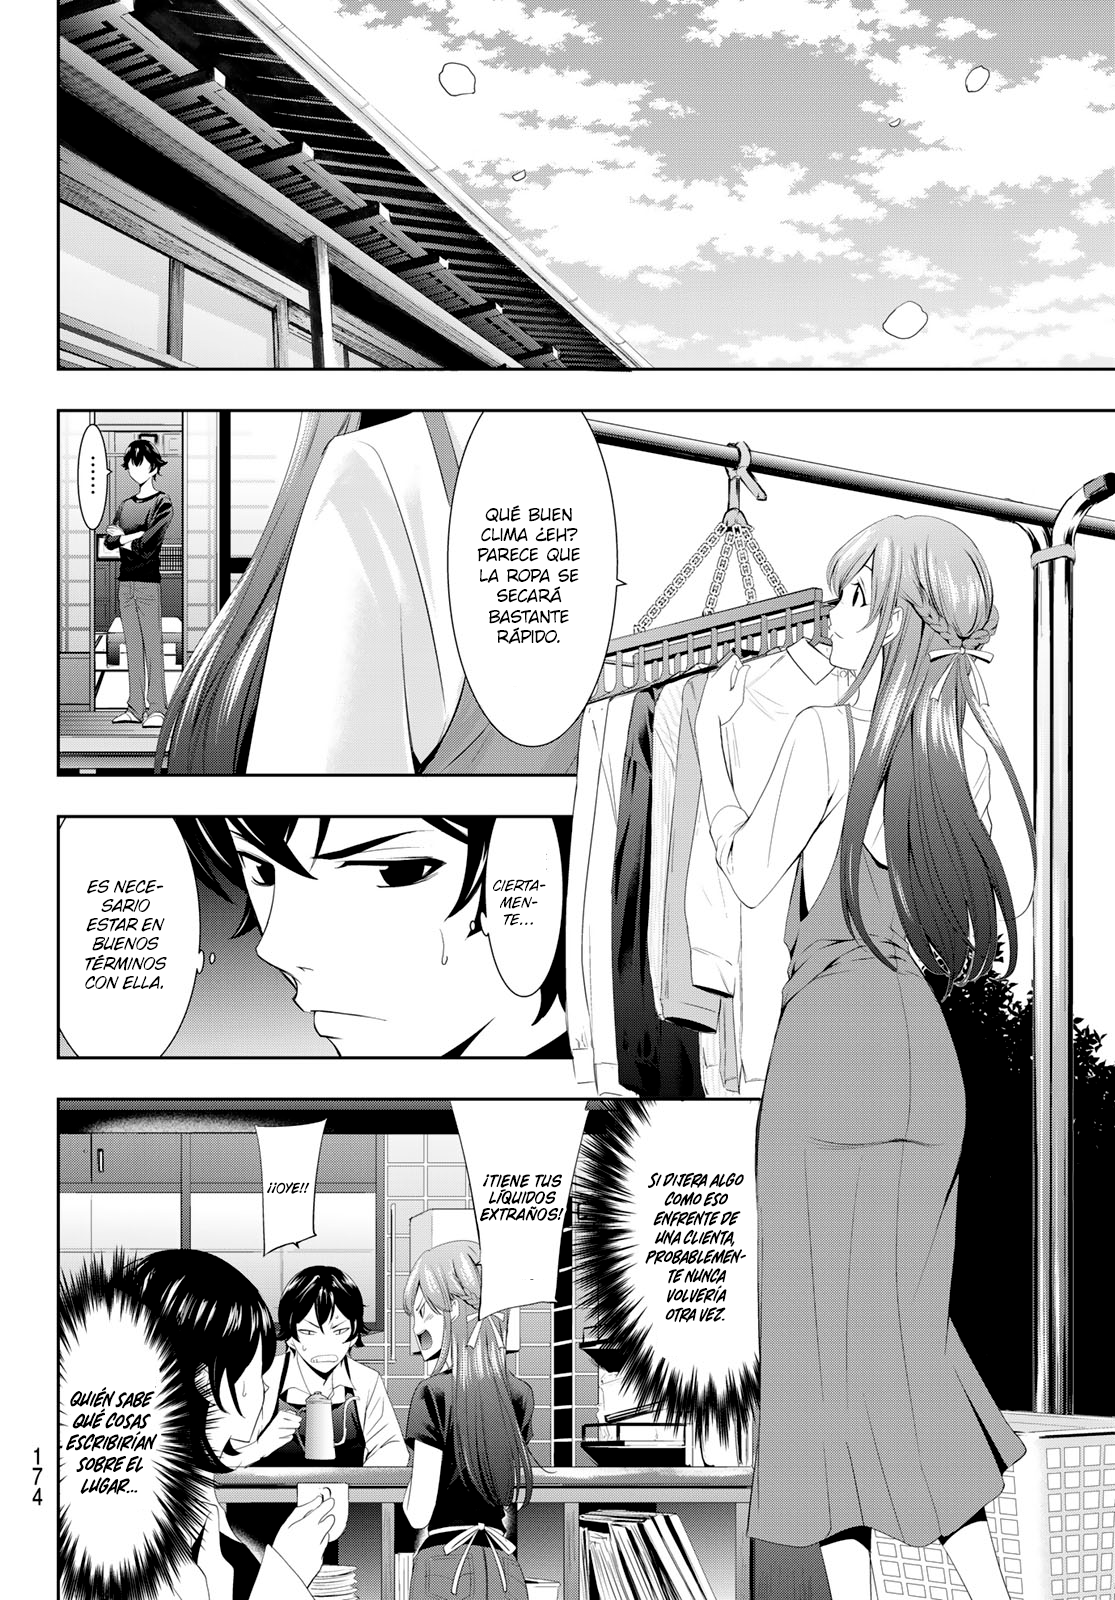 ......
QUÉ BUEN
CLIMA ¿EH?
PARECE QUE
LA ROPA SE
SECARÁ
BASTANTE
RÁPIDO.
CIERTA-
MEN-
TE...
ES NECE-
SARIO
ESTAR EN
BUENOS
TÉRMINOS
CON ELLA.
SI DIJERA ALGO
COMO ESO
ENFRENTE DE
UNA CLIENTA,
PROBABLEMEN-
TE NUNCA
VOLVERÍA
OTRA VEZ.
¡TIENE TUS
LÍQUIDOS
EXTRAÑOS!
¡¡OYE!!
QUIÉN SABE
QUÉ COSAS
ESCRIBIRÍAN
SOBRE EL
LUGAR...
174